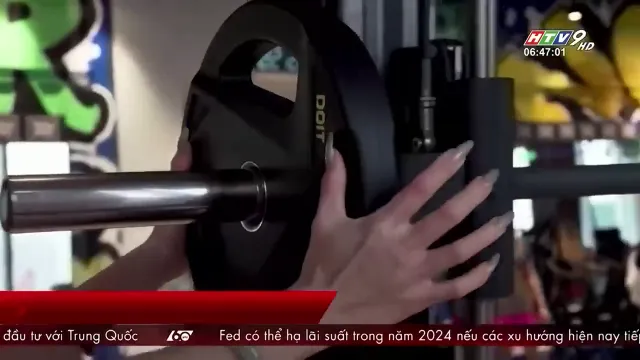 HTV9 HD
06:47:01
DOIT
đầu tư với Trung Quốc 60 Fed có thể hạ lãi suất trong năm 2024 nếu các xu hướng hiện nay tiế